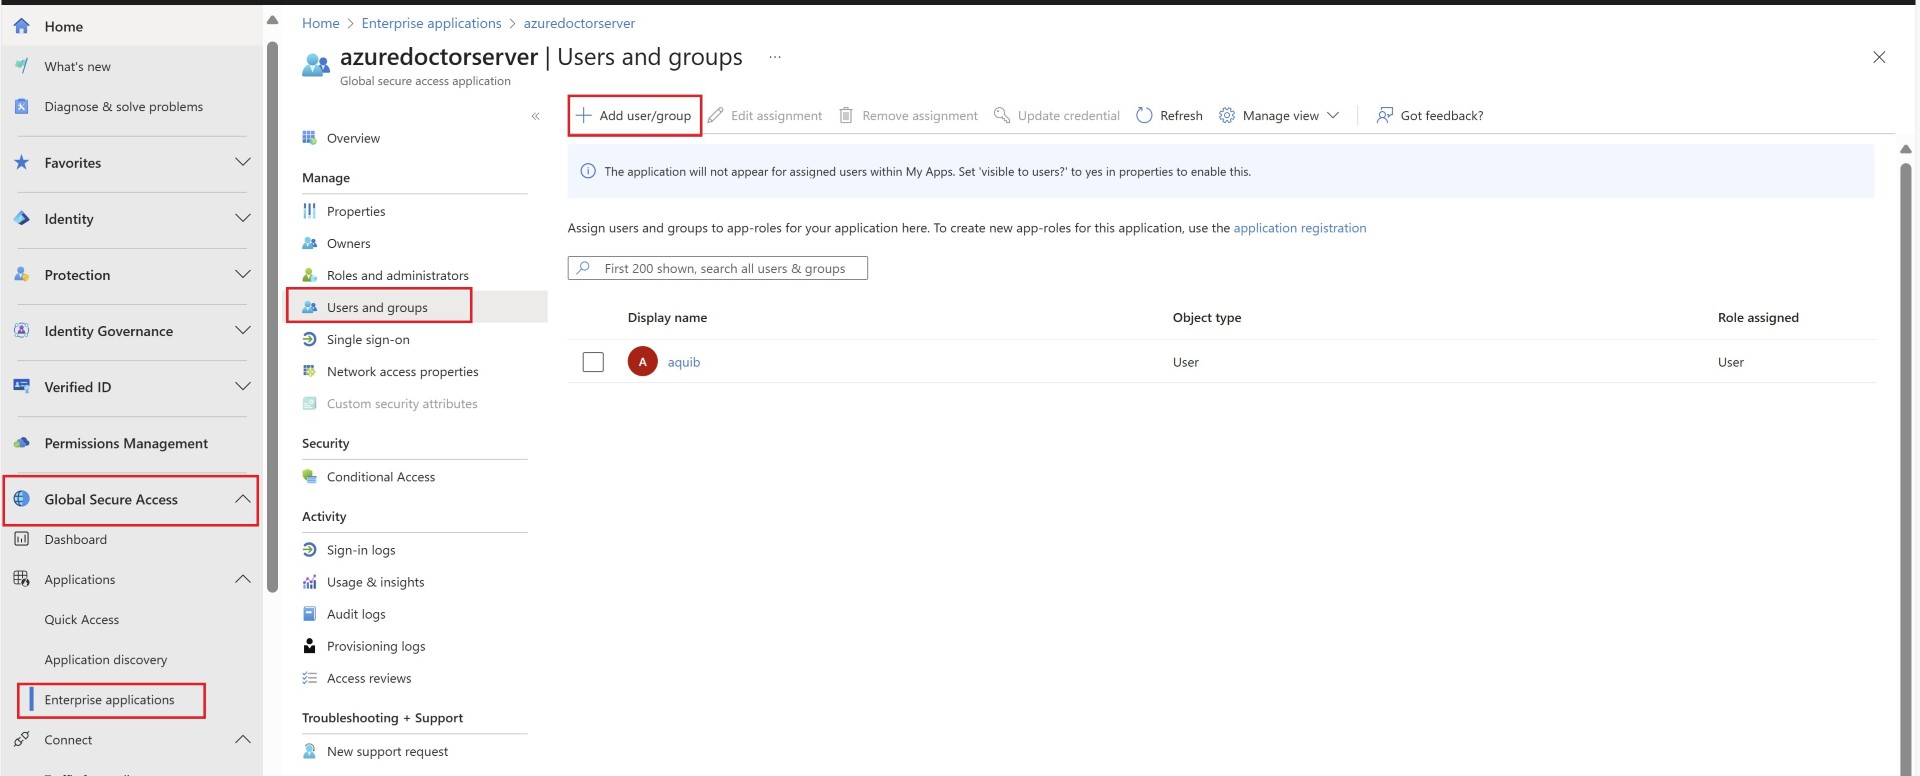 Home
What's new
Diagnose & solve problems
Favorites
Identity
Protection
Identity Governance
Verified ID
Permissions Management
Global Secure Access
Dashboard
Applications
Quick Access
Application discovery
Enterprise applications
Connect
Home > Enterprise applications > azuredoctorserver
azuredoctorserver | Users and groups ...
Global secure access application
Overview
Manage
Properties
Owners
Roles and administrators
Users and groups
Single sign-on
Network access properties
Custom security attributes
Security
Conditional Access
Activity
Sign-in logs
Usage & insights
Audit logs
Provisioning logs
Access reviews
Troubleshooting + Support
New support request
Add user/group Edit assignment Remove assignment Update credential Refresh Manage view Got feedback?
The application will not appear for assigned users within My Apps. Set 'visible to users?' to yes in properties to enable this.
Assign users and groups to app-roles for your application here. To create new app-roles for this application, use the application registration
First 200 shown, search all users & groups
Display name Object type Role assigned
A aquib User User